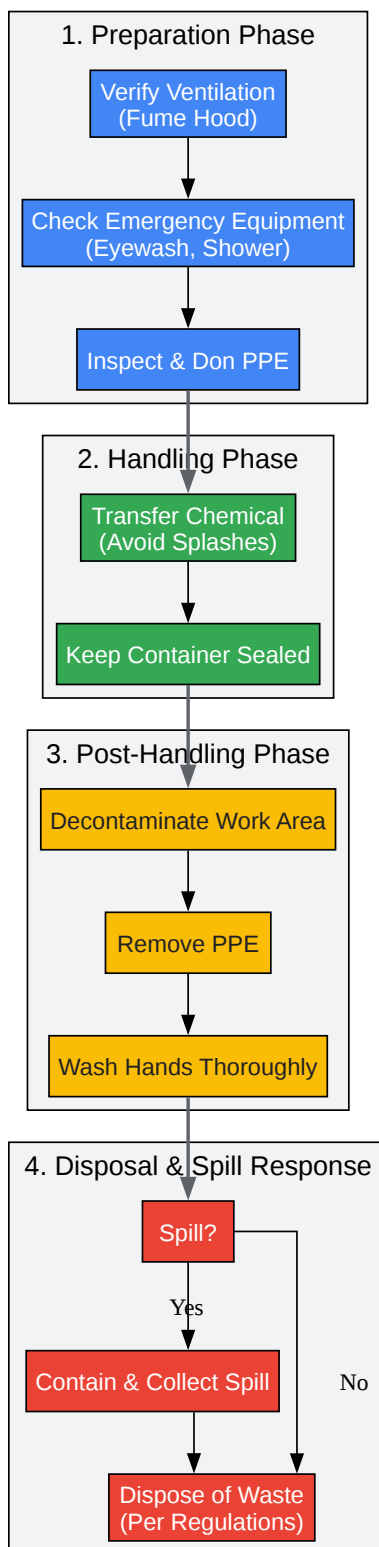 1. Preparation Phase
Verify Ventilation
(Fume Hood)
Check Emergency Equipment
(Eyewash, Shower)
Inspect & Don PPE
2. Handling Phase
Transfer Chemical
(Avoid Splashes)
Keep Container Sealed
3. Post-Handling Phase
Decontaminate Work Area
Remove PPE
Wash Hands Thoroughly
4. Disposal & Spill Response
Spill?
Yes
Contain & Collect Spill
No
Dispose of Waste
(Per Regulations)